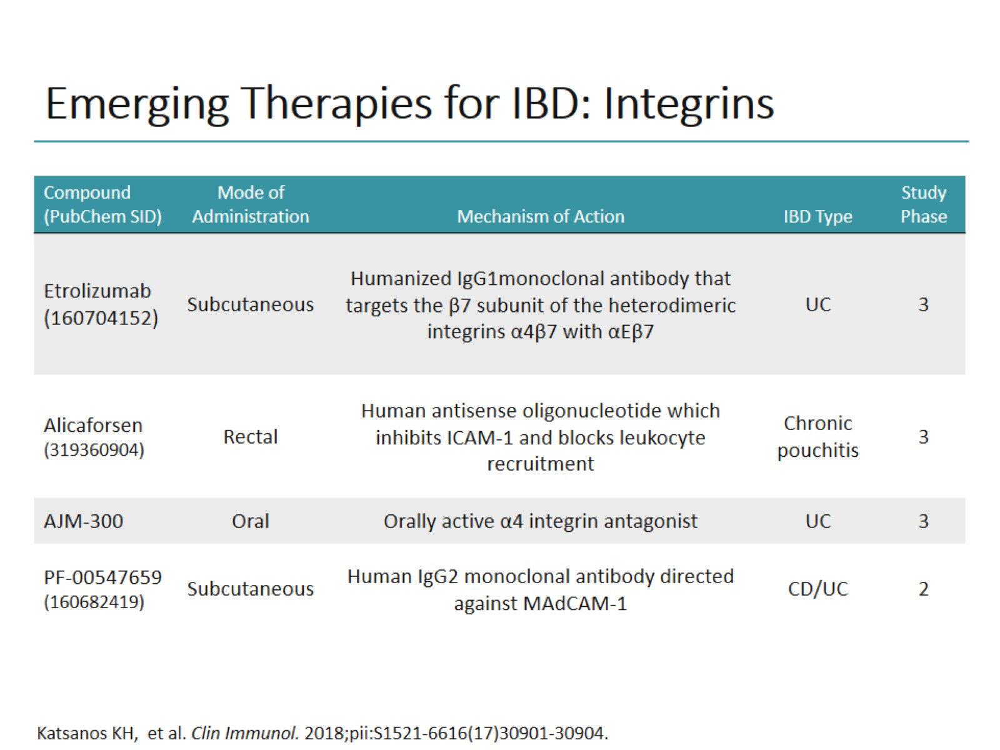 Emerging Therapies for IBD: Integrins
Compound
(PubChem SID)
Mode of
Administration
Mechanism of Action
IBD Type
Study
Phase
Etrolizumab
(160704152)
Subcutaneous
Humanized IgG1monoclonal antibody that
targets the β7 subunit of the heterodimeric
integrins α4β7 with αEβ7
UC
3
Alicaforsen
(319360904)
Rectal
Human antisense oligonucleotide which
inhibits ICAM-1 and blocks leukocyte
recruitment
Chronic
pouchitis
3
AJM-300
Oral
Orally active α4 integrin antagonist
UC
3
PF-00547659
(160682419)
Subcutaneous
Human IgG2 monoclonal antibody directed
against MAdCAM-1
CD/UC
2
Katsanos KH,  et al. Clin Immunol. 2018;pii:S1521-6616(17)30901-30904.